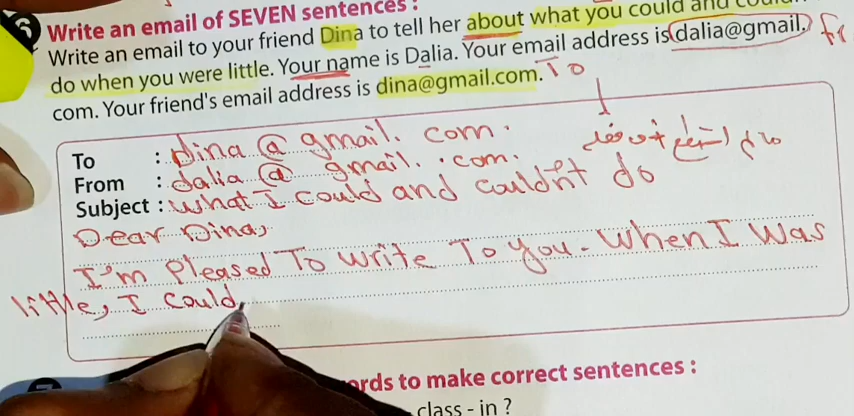 6 Write an email of SEVEN sentences :
Write an email to your friend Dina to tell her about what you could and
do when you were little. Your name is Dalia. Your email address is dalia@gmail.
com. Your friend's email address is dina@gmail.com. To
To : Dina @ gmail. com.
From : dalia @ gmail. .com.
Subject : What I could and couldn't do
Dear Dina,
I'm pleased To write To you. When I Was
little, I Could
ords to make correct sentences :
class - in ?